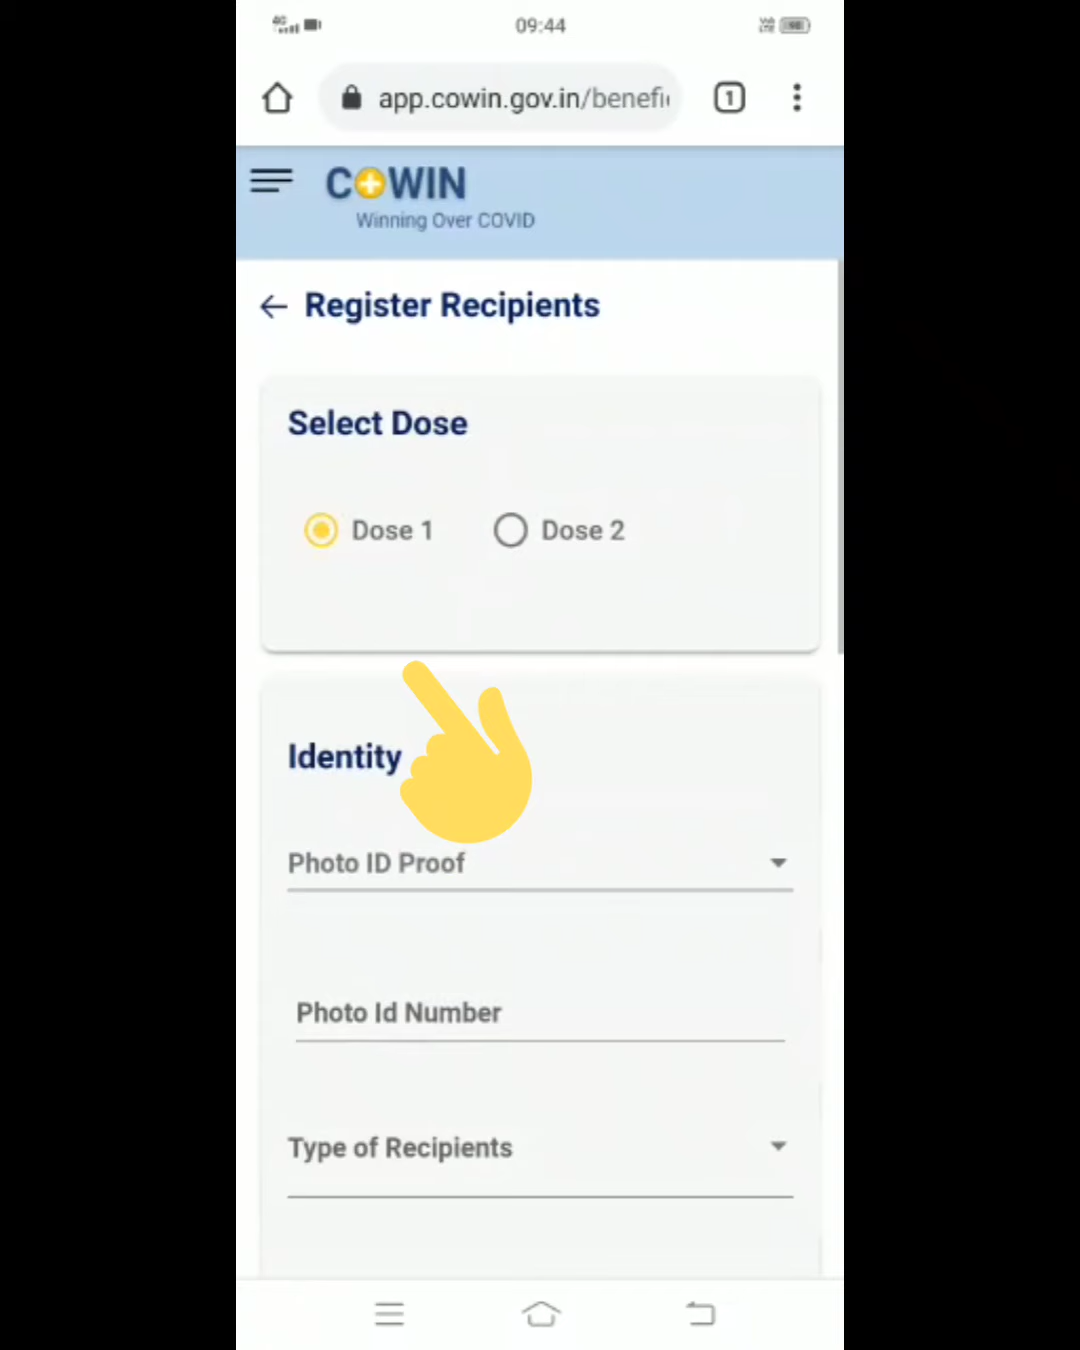 4G
09:44
app.cowin.gov.in/benefi
1
COWIN
Winning Over COVID
Register Recipients
Select Dose
Dose 1
Dose 2
Identity
Photo ID Proof
Photo Id Number
Type of Recipients